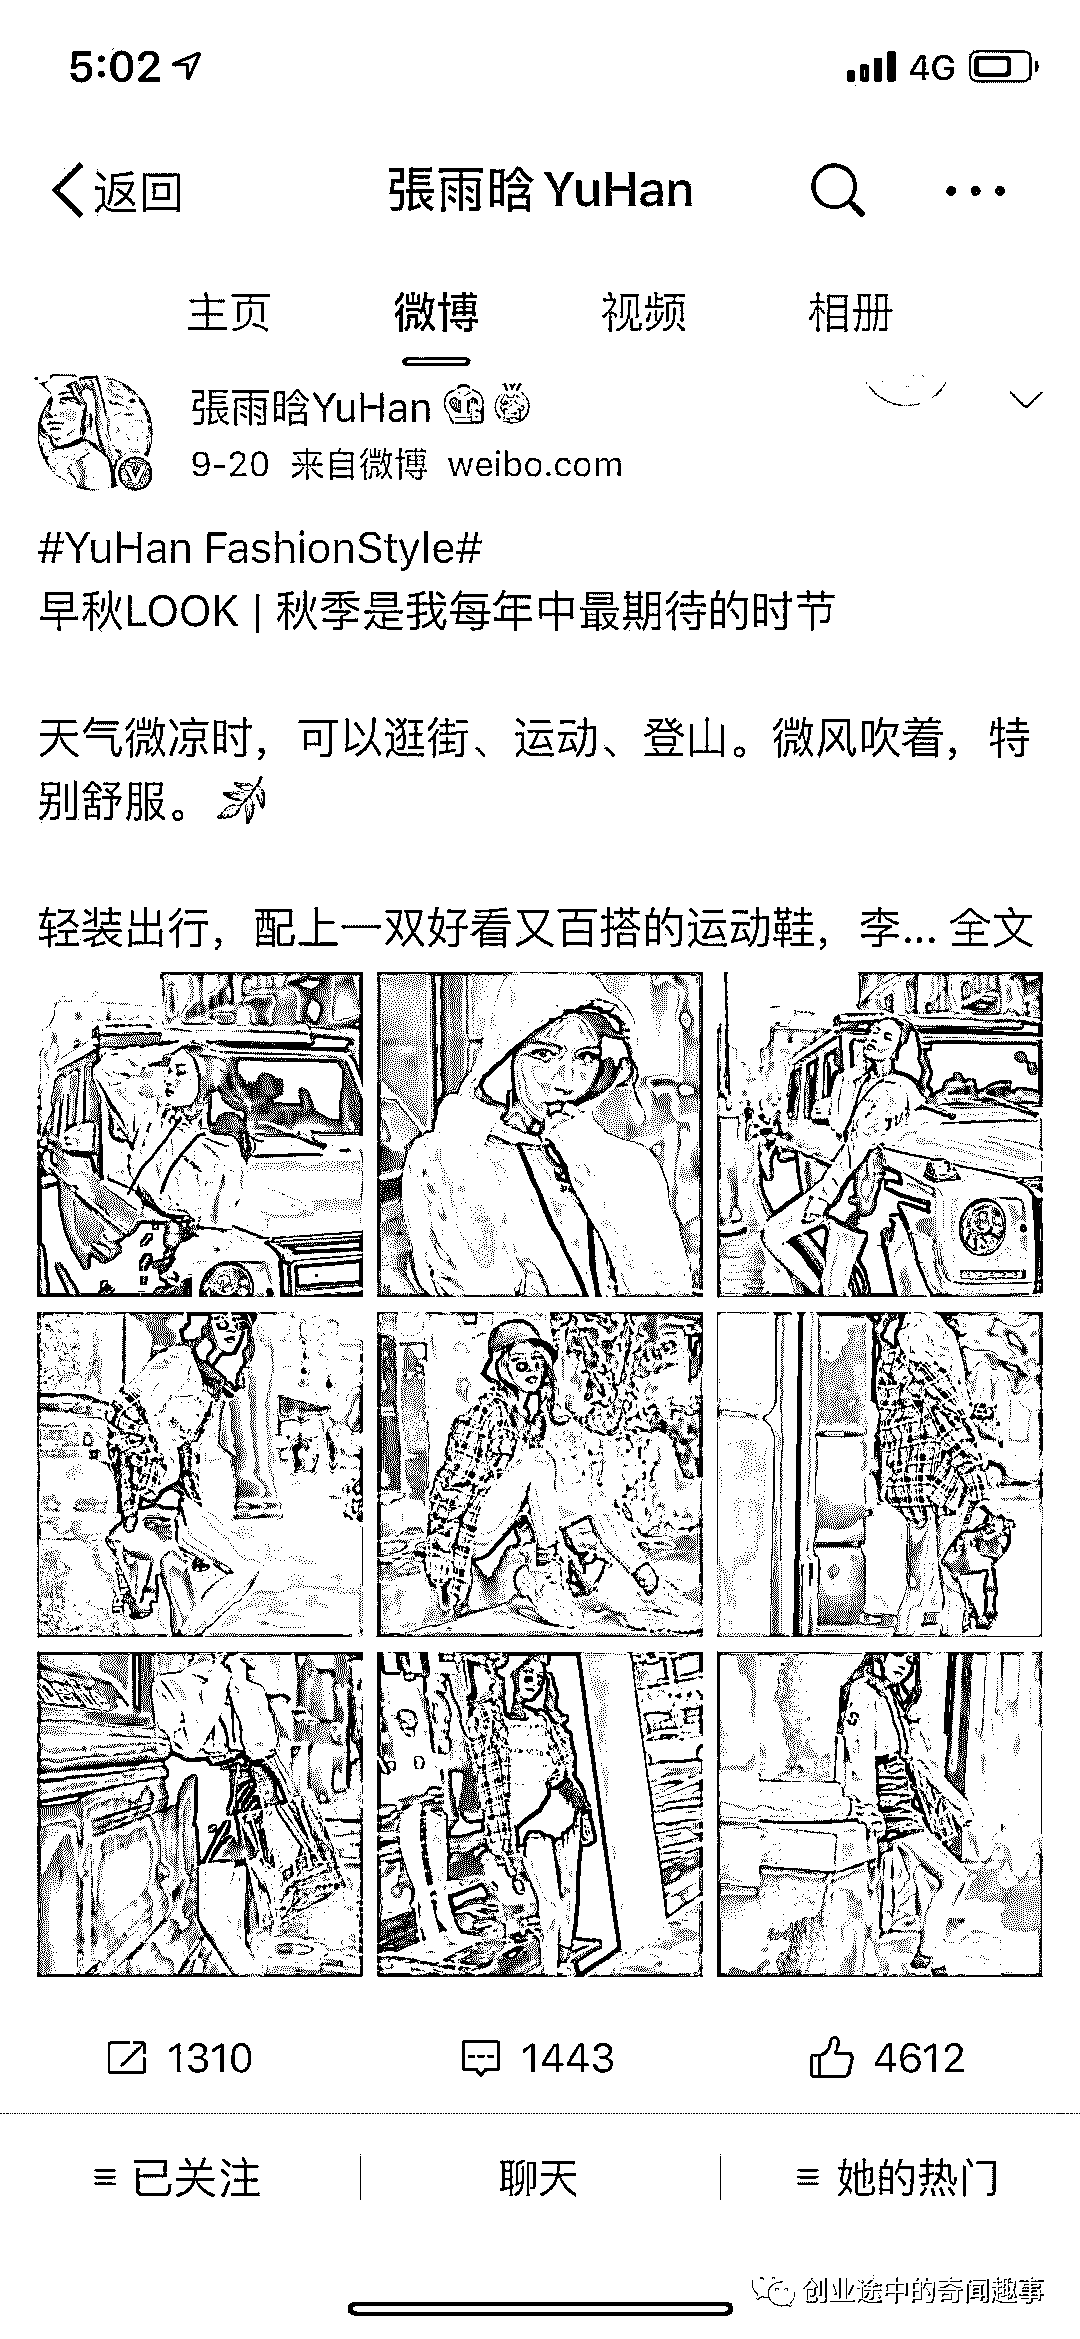 5:02 4G
返回 張雨晗 YuHan
主页 微博 视频 相册
張雨晗YuHan
9-20 来自微博 weibo.com
#YuHan FashionStyle#
早秋LOOK | 秋季是我每年中最期待的时节
天气微凉时，可以逛街、运动、登山。微风吹着，特
别舒服。
轻装出行，配上一双好看又百搭的运动鞋，李... 全文
1310 1443 4612
已关注 聊天 她的热门
创业途中的奇闻趣事